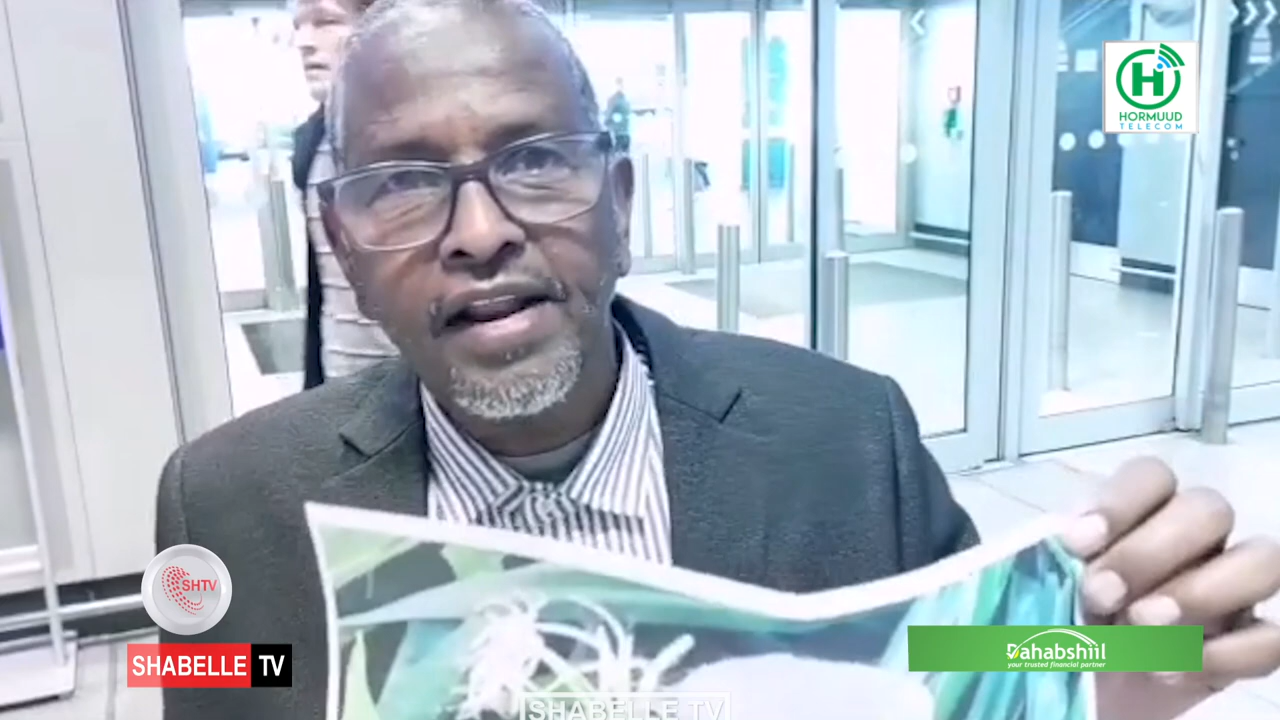 HORMUUD
TELECOM
SHTV
SHABELLE TV
Dahabshiil
your trusted financial partner
SHABELLE TV